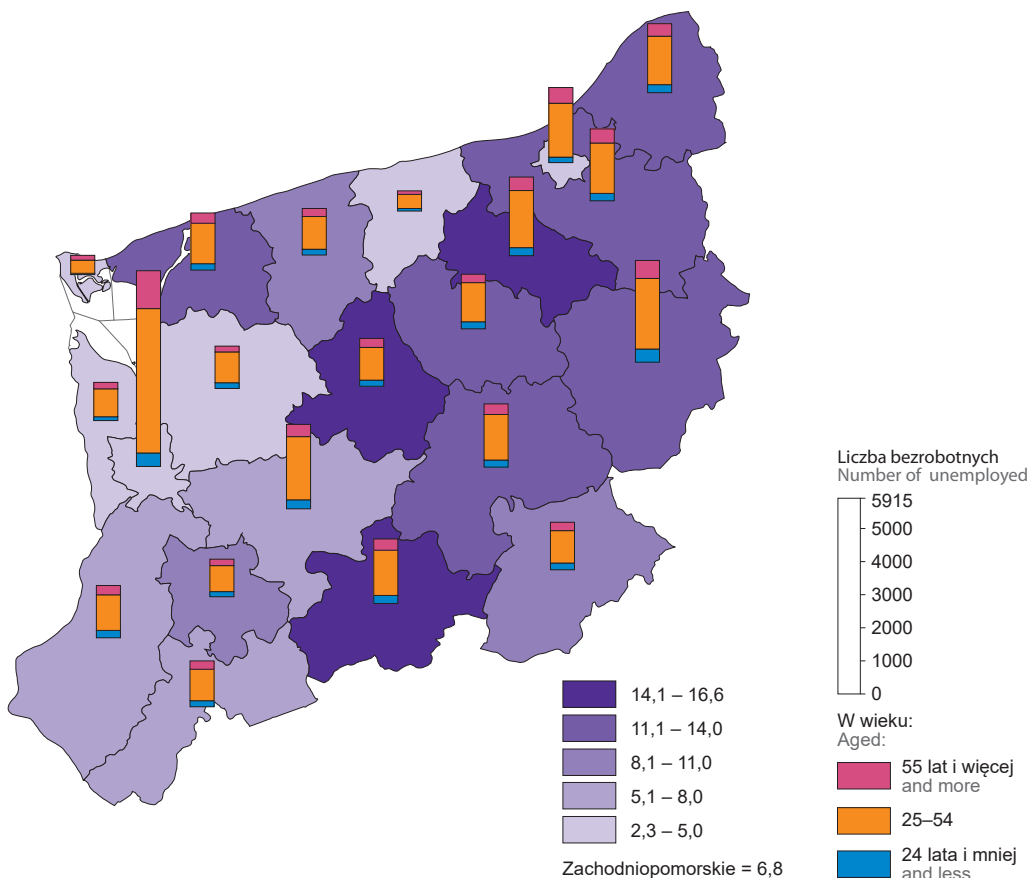 Liczba bezrobotnych
Number of unemployed
5915
5000
4000
3000
2000
1000
0
W wieku:
Aged:
55 lat i więcej
and more
25–54
24 lata i mniej
and less
14,1 – 16,6
11,1 – 14,0
8,1 – 11,0
5,1 – 8,0
2,3 – 5,0
Zachodniopomorskie = 6,8